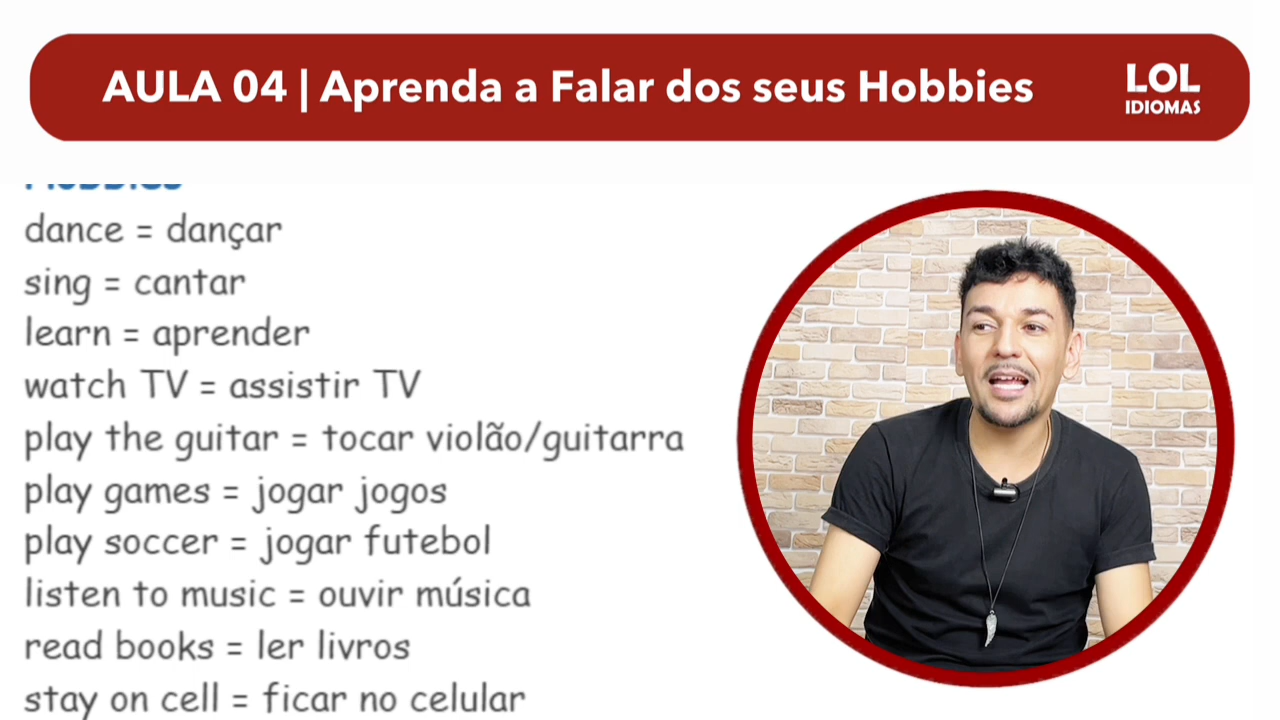 AULA 04 | Aprenda a Falar dos seus Hobbies
LOL
IDIOMAS
Hobbies
dance = dançar
sing = cantar
learn = aprender
watch TV = assistir TV
play the guitar = tocar violão/guitarra
play games = jogar jogos
play soccer = jogar futebol
listen to music = ouvir música
read books = ler livros
stay on cell = ficar no celular